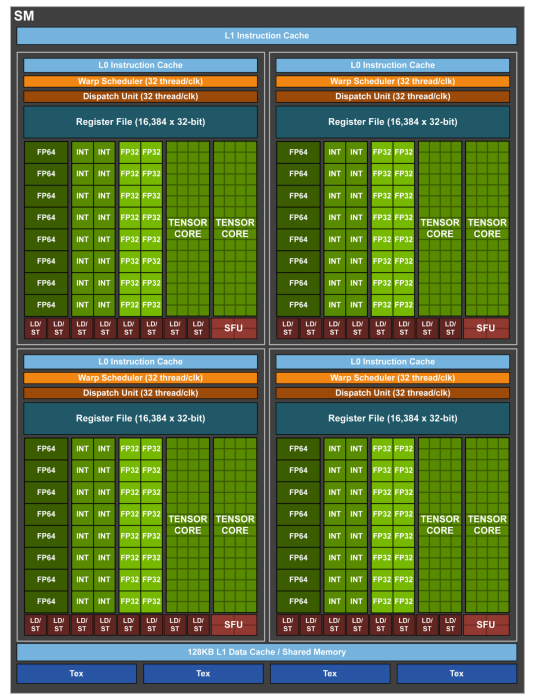 SM
L1 Instruction Cache
L0 Instruction Cache
Warp Scheduler (32 thread/clk)
Dispatch Unit (32 thread/clk)
Register File (16,384 x 32-bit)
FP64 INT INT FP32 FP32
FP64 INT INT FP32 FP32
FP64 INT INT FP32 FP32
FP64 INT INT FP32 FP32
TENSOR CORE TENSOR CORE
FP64 INT INT FP32 FP32
FP64 INT INT FP32 FP32
FP64 INT INT FP32 FP32
FP64 INT INT FP32 FP32
LD/ST LD/ST LD/ST LD/ST LD/ST LD/ST LD/ST LD/ST SFU
L0 Instruction Cache
Warp Scheduler (32 thread/clk)
Dispatch Unit (32 thread/clk)
Register File (16,384 x 32-bit)
FP64 INT INT FP32 FP32
FP64 INT INT FP32 FP32
FP64 INT INT FP32 FP32
FP64 INT INT FP32 FP32
TENSOR CORE TENSOR CORE
FP64 INT INT FP32 FP32
FP64 INT INT FP32 FP32
FP64 INT INT FP32 FP32
FP64 INT INT FP32 FP32
LD/ST LD/ST LD/ST LD/ST LD/ST LD/ST LD/ST LD/ST SFU
L0 Instruction Cache
Warp Scheduler (32 thread/clk)
Dispatch Unit (32 thread/clk)
Register File (16,384 x 32-bit)
FP64 INT INT FP32 FP32
FP64 INT INT FP32 FP32
FP64 INT INT FP32 FP32
FP64 INT INT FP32 FP32
TENSOR CORE TENSOR CORE
FP64 INT INT FP32 FP32
FP64 INT INT FP32 FP32
FP64 INT INT FP32 FP32
FP64 INT INT FP32 FP32
LD/ST LD/ST LD/ST LD/ST LD/ST LD/ST LD/ST LD/ST SFU
L0 Instruction Cache
Warp Scheduler (32 thread/clk)
Dispatch Unit (32 thread/clk)
Register File (16,384 x 32-bit)
FP64 INT INT FP32 FP32
FP64 INT INT FP32 FP32
FP64 INT INT FP32 FP32
FP64 INT INT FP32 FP32
TENSOR CORE TENSOR CORE
FP64 INT INT FP32 FP32
FP64 INT INT FP32 FP32
FP64 INT INT FP32 FP32
FP64 INT INT FP32 FP32
LD/ST LD/ST LD/ST LD/ST LD/ST LD/ST LD/ST LD/ST SFU
128KB L1 Data Cache / Shared Memory
Tex Tex Tex Tex